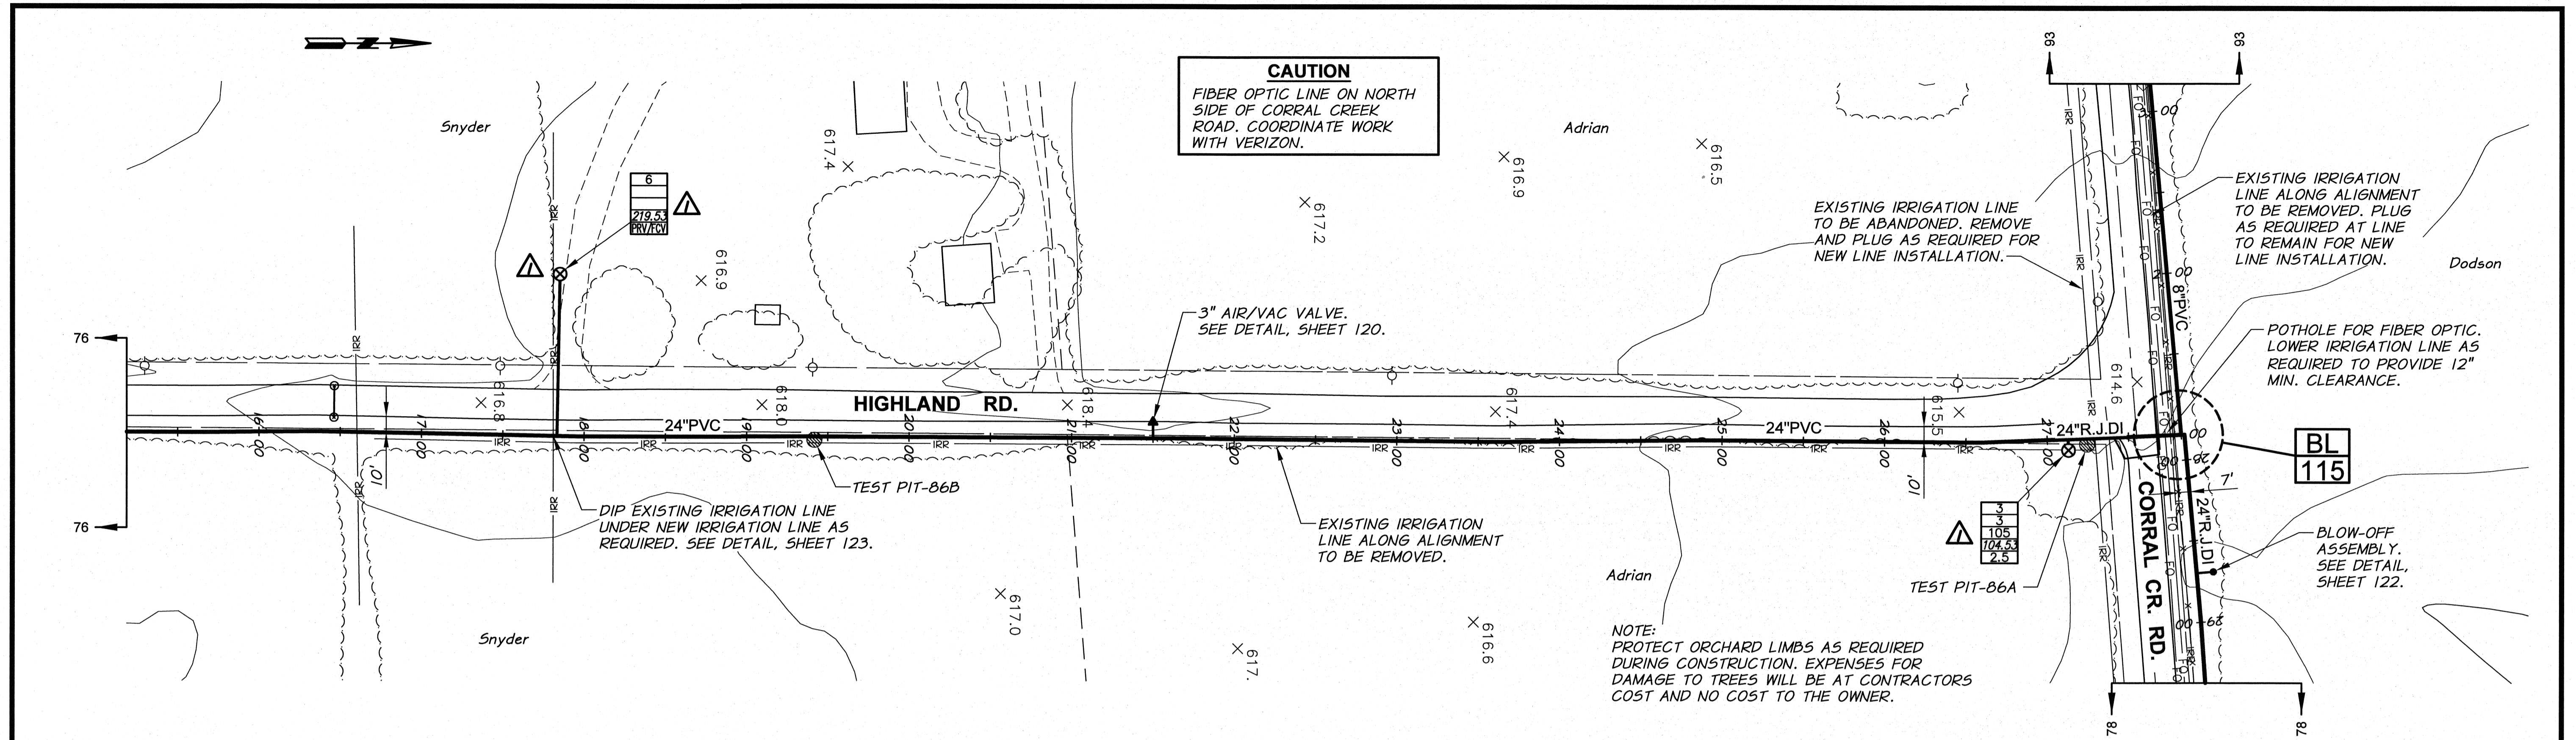 Z
CAUTION
FIBER OPTIC LINE ON NORTH
SIDE OF CORRAL CREEK
ROAD. COORDINATE WORK
WITH VERIZON.
Snyder
Adrian
93
93
617.4
6
219.53
PRV/FCV
1
1
616.9
617.2
616.9
616.5
EXISTING IRRIGATION LINE
TO BE ABANDONED. REMOVE
AND PLUG AS REQUIRED FOR
NEW LINE INSTALLATION.
EXISTING IRRIGATION
LINE ALONG ALIGNMENT
TO BE REMOVED. PLUG
AS REQUIRED AT LINE
TO REMAIN FOR NEW
LINE INSTALLATION.
Dodson
3" AIR/VAC VALVE.
SEE DETAIL, SHEET 120.
8"PVC
POTHOLE FOR FIBER OPTIC.
LOWER IRRIGATION LINE AS
REQUIRED TO PROVIDE 12"
MIN. CLEARANCE.
76
76
616.8
618.0
HIGHLAND RD.
618.4
617.4
615.5
614.6
24"PVC
24"PVC
24"R.J.DI
16+00
17+00
18+00
19+00
20+00
21+00
22+00
23+00
24+00
25+00
26+00
27+00
28+00
29+00
IRR
FO
10'
10'
7'
BL
115
TEST PIT-86B
DIP EXISTING IRRIGATION LINE
UNDER NEW IRRIGATION LINE AS
REQUIRED. SEE DETAIL, SHEET 123.
EXISTING IRRIGATION
LINE ALONG ALIGNMENT
TO BE REMOVED.
1
3
3
105
104.53
2.5
TEST PIT-86A
CORRAL CR. RD.
24"R.J.DI
BLOW-OFF
ASSEMBLY.
SEE DETAIL,
SHEET 122.
Snyder
617.0
617.
616.6
Adrian
NOTE:
PROTECT ORCHARD LIMBS AS REQUIRED
DURING CONSTRUCTION. EXPENSES FOR
DAMAGE TO TREES WILL BE AT CONTRACTORS
COST AND NO COST TO THE OWNER.
78
78